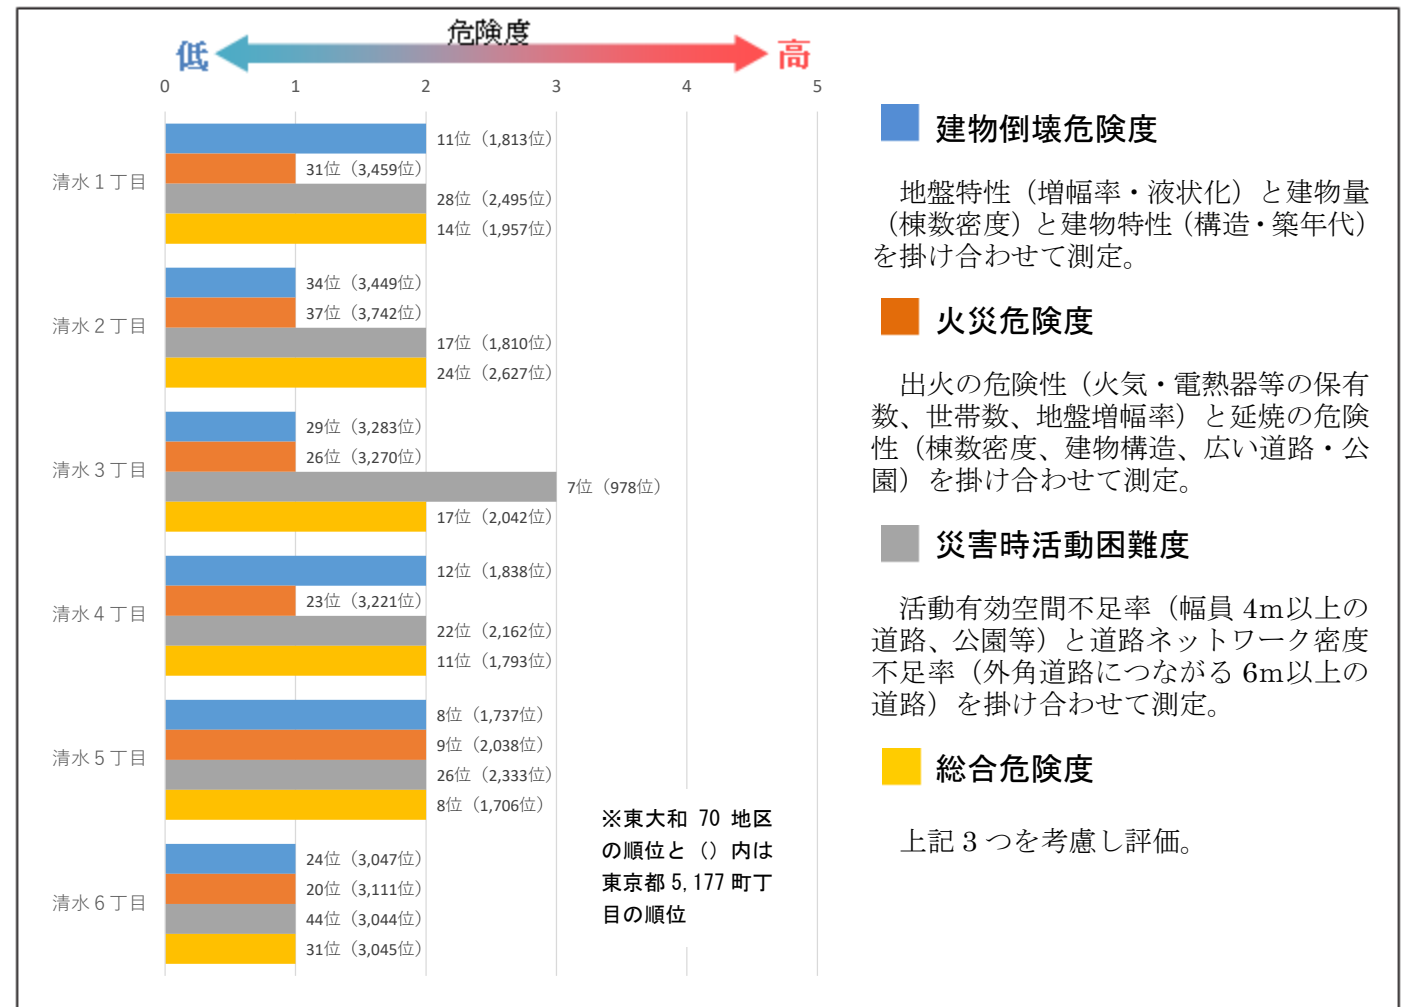 危険度
低
高
0 1 2 3 4 5
清水1丁目
11位（1,813位）
31位（3,459位）
28位（2,495位）
14位（1,957位）
清水2丁目
34位（3,449位）
37位（3,742位）
17位（1,810位）
24位（2,627位）
清水3丁目
29位（3,283位）
26位（3,270位）
7位（978位）
17位（2,042位）
清水4丁目
12位（1,838位）
23位（3,221位）
22位（2,162位）
11位（1,793位）
清水5丁目
8位（1,737位）
9位（2,038位）
26位（2,333位）
8位（1,706位）
清水6丁目
24位（3,047位）
20位（3,111位）
44位（3,044位）
31位（3,045位）
※東大和 70 地区
の順位と（）内は
東京都 5,177 町丁
目の順位
建物倒壊危険度
地盤特性（増幅率・液状化）と建物量
（棟数密度）と建物特性（構造・築年代）
を掛け合わせて測定。
火災危険度
出火の危険性（火気・電熱器等の保有
数、世帯数、地盤増幅率）と延焼の危険
性（棟数密度、建物構造、広い道路・公
園）を掛け合わせて測定。
災害時活動困難度
活動有効空間不足率（幅員 4m以上の
道路、公園等）と道路ネットワーク密度
不足率（外角道路につながる 6m以上の
道路）を掛け合わせて測定。
総合危険度
上記 3 つを考慮し評価。